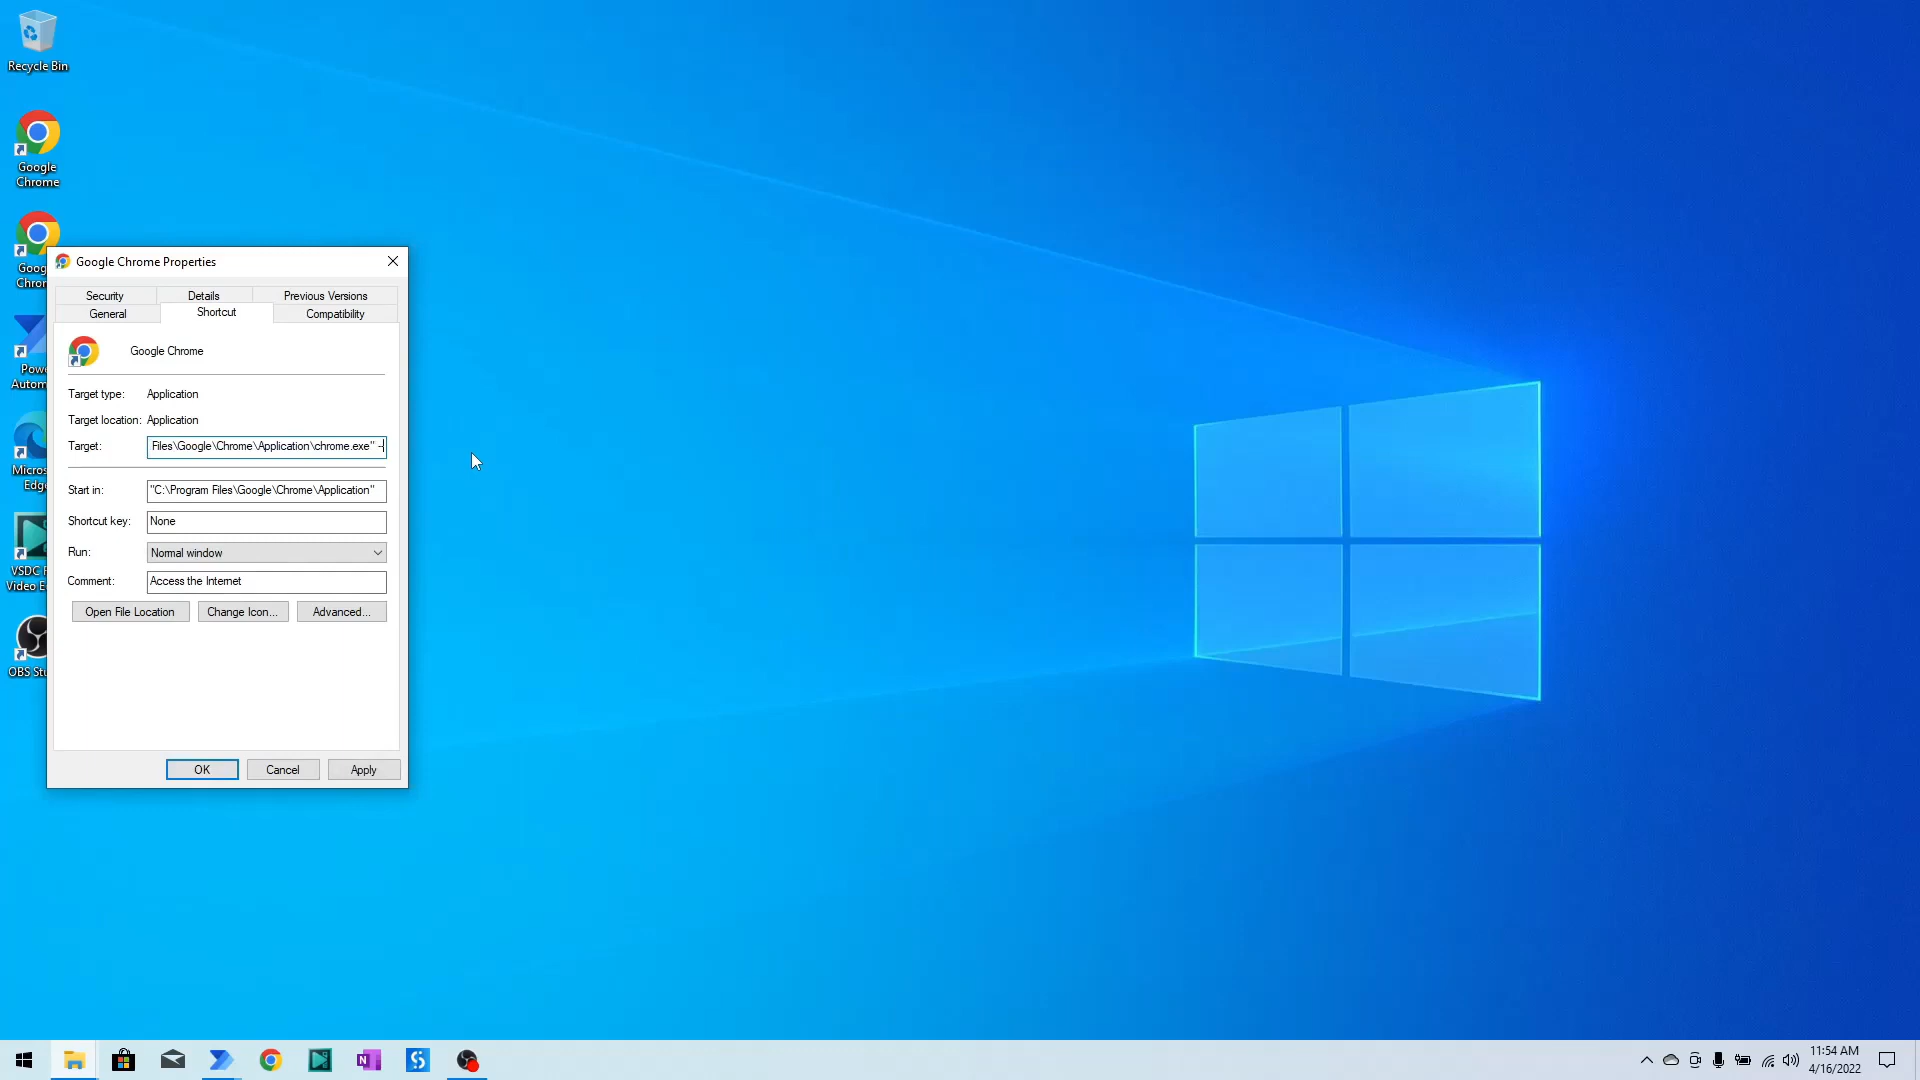 Recycle Bin
Google
Chrome
Goog
Chron
Powe
Autom
Micros
Edge
VSDC F
Video E
OBS Stu
Google Chrome Properties
Security
Details
Previous Versions
General
Shortcut
Compatibility
Google Chrome
Target type: Application
Target location: Application
Target: Files\Google\Chrome\Application\chrome.exe" -
Start in: "C:\Program Files\Google\Chrome\Application"
Shortcut key: None
Run: Normal window
Comment: Access the Internet
Open File Location
Change Icon...
Advanced...
OK
Cancel
Apply
11:54 AM
4/16/2022